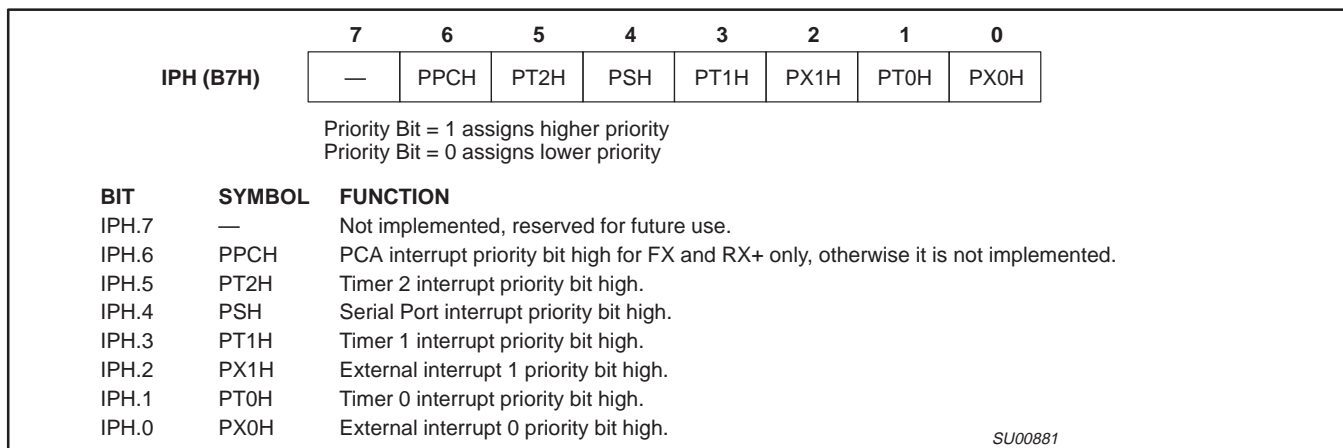 7 6 5 4 3 2 1 0
IPH (B7H) — PPCH PT2H PSH PT1H PX1H PT0H PX0H
Priority Bit = 1 assigns higher priority
Priority Bit = 0 assigns lower priority
BIT SYMBOL FUNCTION
IPH.7 — Not implemented, reserved for future use.
IPH.6 PPCH PCA interrupt priority bit high for FX and RX+ only, otherwise it is not implemented.
IPH.5 PT2H Timer 2 interrupt priority bit high.
IPH.4 PSH Serial Port interrupt priority bit high.
IPH.3 PT1H Timer 1 interrupt priority bit high.
IPH.2 PX1H External interrupt 1 priority bit high.
IPH.1 PT0H Timer 0 interrupt priority bit high.
IPH.0 PX0H External interrupt 0 priority bit high.
SU00881